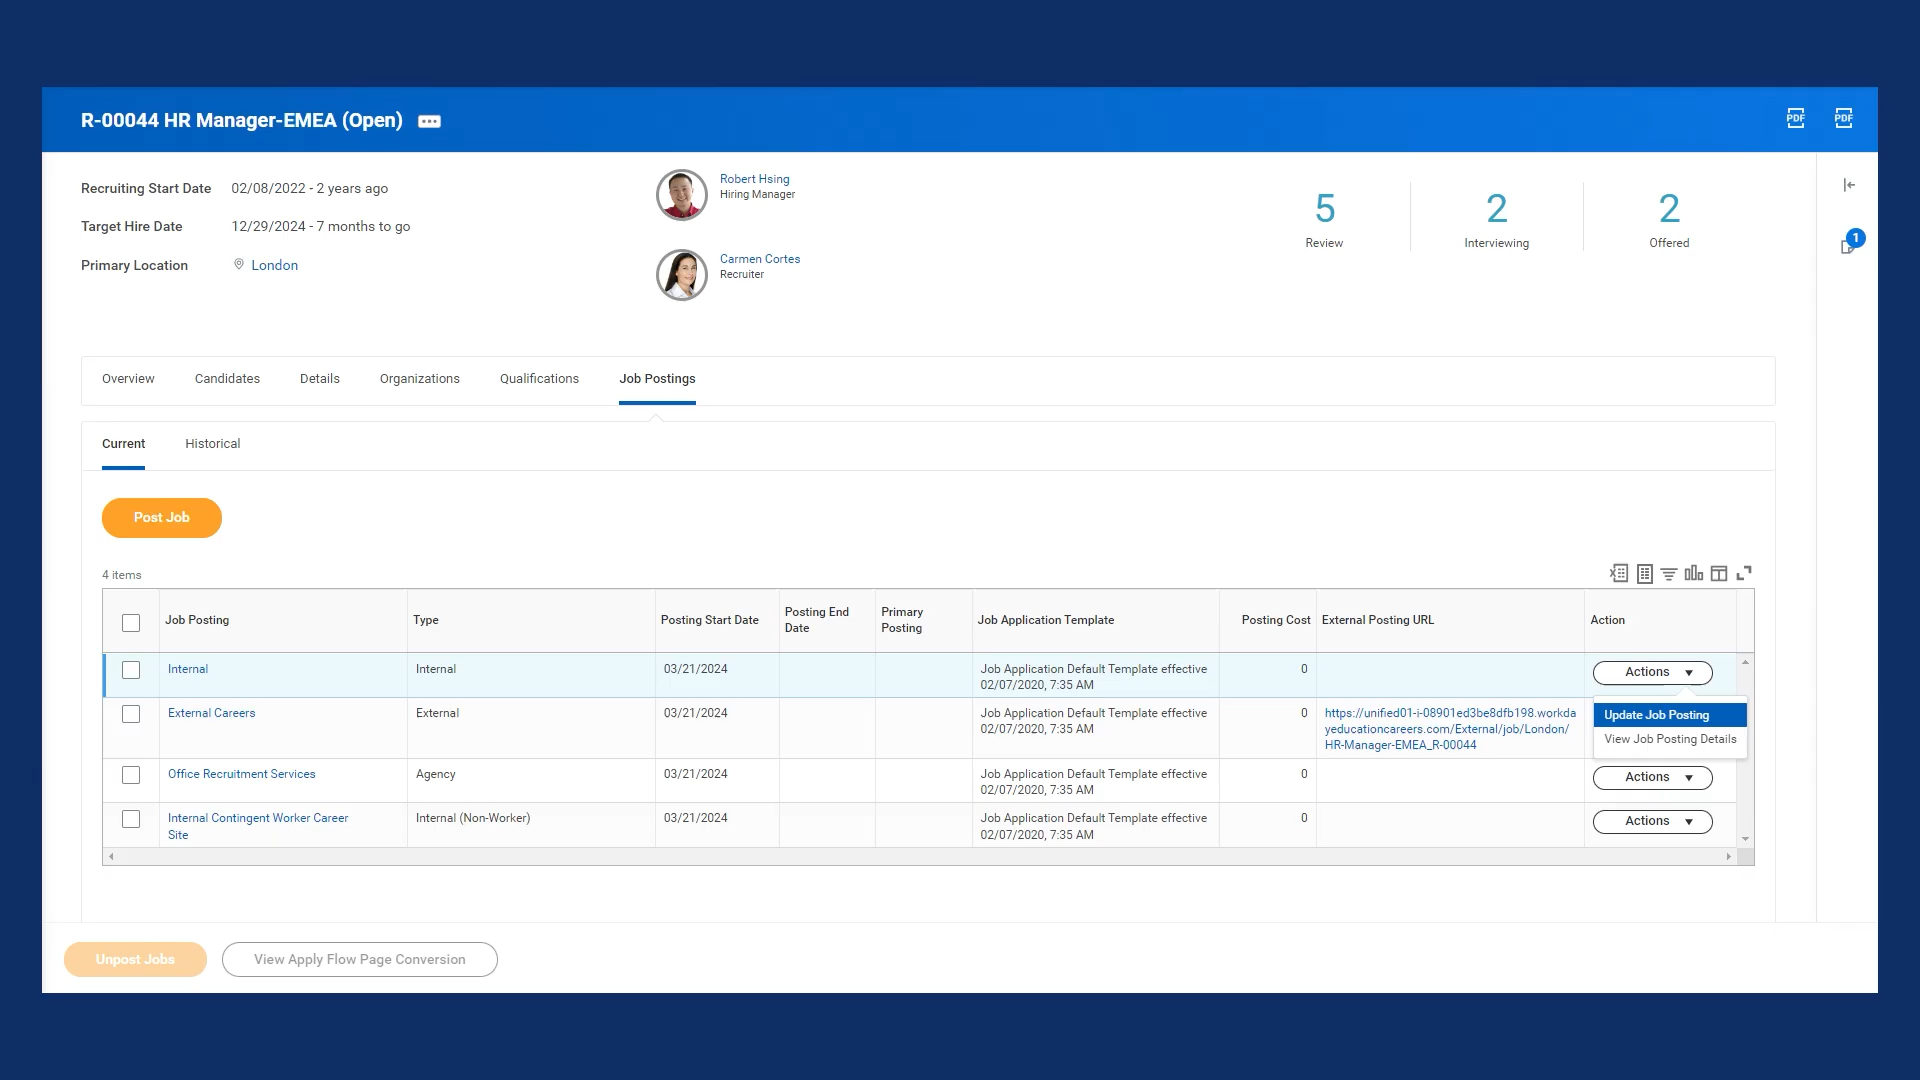 R-00044 HR Manager-EMEA (Open)
PDF
PDF
Recruiting Start Date 02/08/2022 - 2 years ago
Target Hire Date 12/29/2024 - 7 months to go
Primary Location London
Robert Hsing
Hiring Manager
Carmen Cortes
Recruiter
5
Review
2
Interviewing
2
Offered
1
Overview Candidates Details Organizations Qualifications Job Postings
Current Historical
Post Job
4 items
Job Posting Type Posting Start Date Posting End Date Primary Posting Job Application Template Posting Cost External Posting URL Action
Internal Internal 03/21/2024 Job Application Default Template effective 0 Actions
02/07/2020, 7:35 AM
Update Job Posting
View Job Posting Details
External Careers External 03/21/2024 Job Application Default Template effective 0 https://unified01-i-08901ed3be8dfb198.workda
02/07/2020, 7:35 AM yeducationcareers.com/External/job/London/
HR-Manager-EMEA_R-00044
Office Recruitment Services Agency 03/21/2024 Job Application Default Template effective 0 Actions
02/07/2020, 7:35 AM
Internal Contingent Worker Career Internal (Non-Worker) 03/21/2024 Job Application Default Template effective 0 Actions
Site 02/07/2020, 7:35 AM
Unpost Jobs View Apply Flow Page Conversion